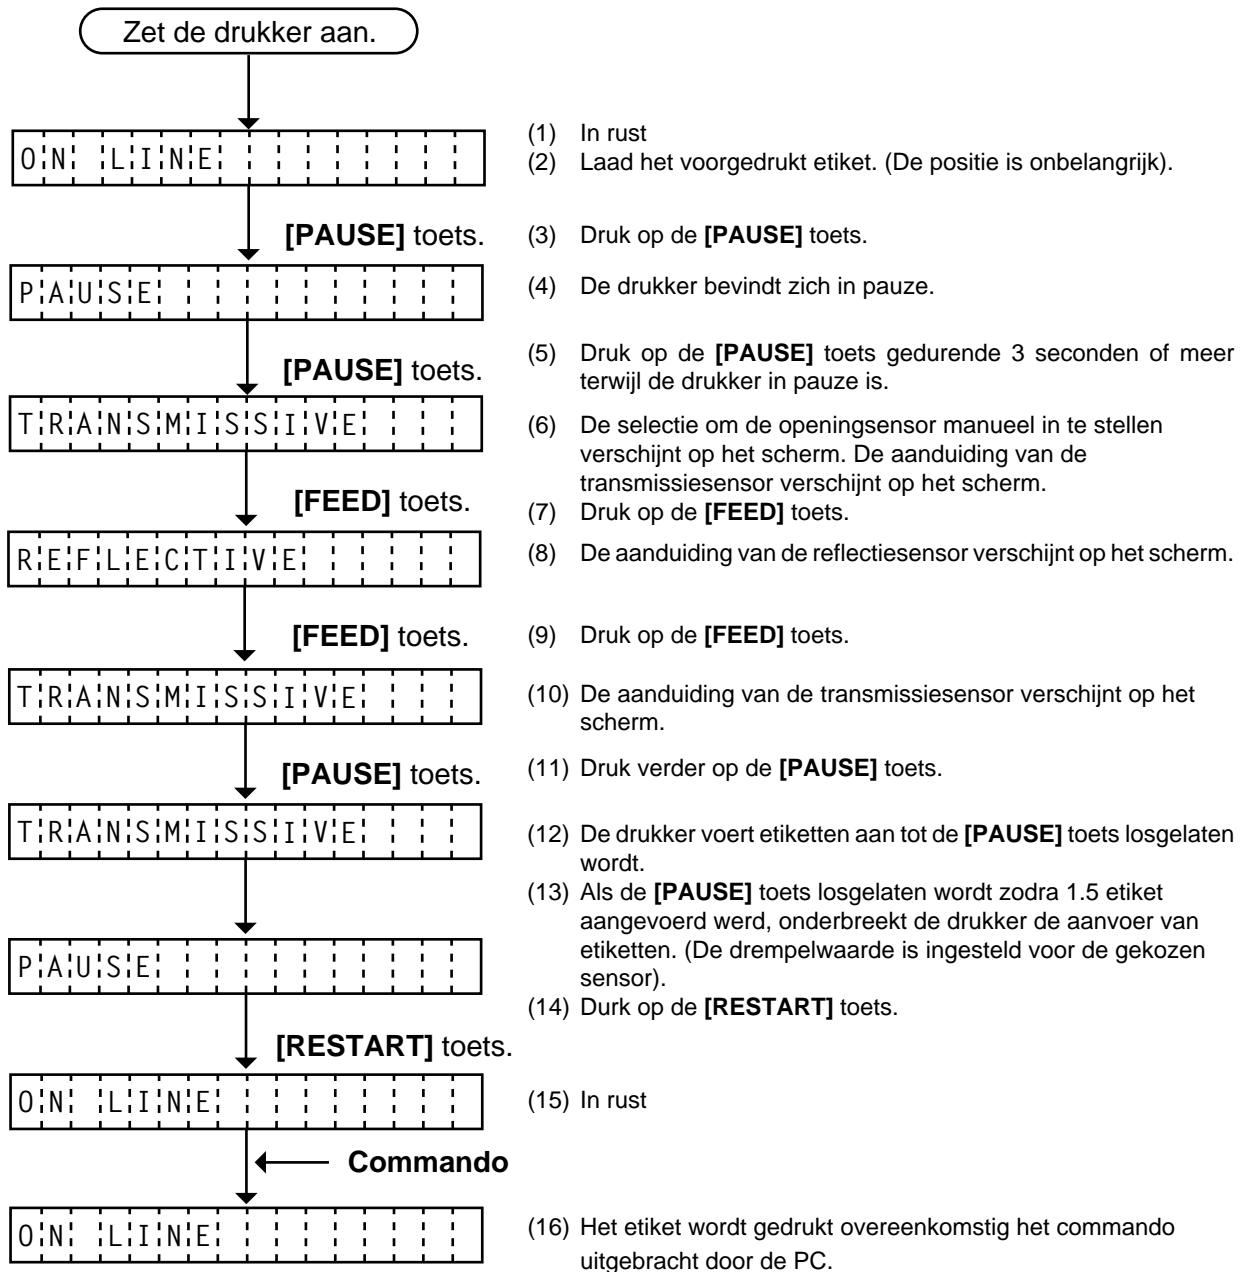 Zet de drukker aan.
ON LINE
(1) In rust
(2) Laad het voorgedrukt etiket. (De positie is onbelangrijk).
[PAUSE] toets.
(3) Druk op de [PAUSE] toets.
PAUSE
(4) De drukker bevindt zich in pauze.
[PAUSE] toets.
(5) Druk op de [PAUSE] toets gedurende 3 seconden of meer
terwijl de drukker in pauze is.
TRANSMISSIVE
(6) De selectie om de openingsensor manueel in te stellen
verschijnt op het scherm. De aanduiding van de
transmissiesensor verschijnt op het scherm.
[FEED] toets.
(7) Druk op de [FEED] toets.
REFLECTIVE
(8) De aanduiding van de reflectiesensor verschijnt op het scherm.
[FEED] toets.
(9) Druk op de [FEED] toets.
TRANSMISSIVE
(10) De aanduiding van de transmissiesensor verschijnt op het
scherm.
[PAUSE] toets.
(11) Druk verder op de [PAUSE] toets.
TRANSMISSIVE
(12) De drukker voert etiketten aan tot de [PAUSE] toets losgelaten
wordt.
(13) Als de [PAUSE] toets losgelaten wordt zodra 1.5 etiket
aangevoerd werd, onderbreekt de drukker de aanvoer van
etiketten. (De drempelwaarde is ingesteld voor de gekozen
sensor).
PAUSE
(14) Durk op de [RESTART] toets.
[RESTART] toets.
ON LINE
(15) In rust
Commando
ON LINE
(16) Het etiket wordt gedrukt overeenkomstig het commando
uitgebracht door de PC.